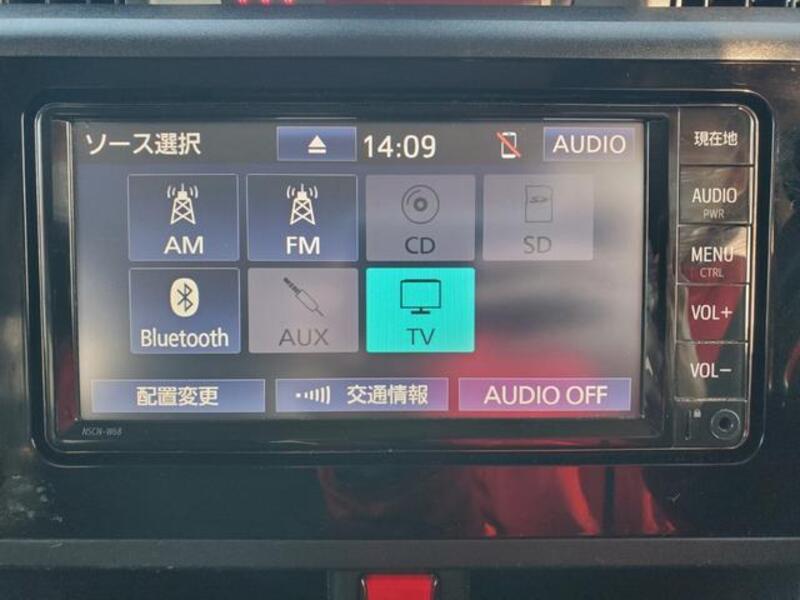 ソース選択
14:09
AUDIO
AM
FM
CD
SD
SD
Bluetooth
AUX
TV
配置変更
交通情報
AUDIO OFF
NSCN-W68
現在地
AUDIO
PWR
MENU
CTRL
VOL+
VOL−